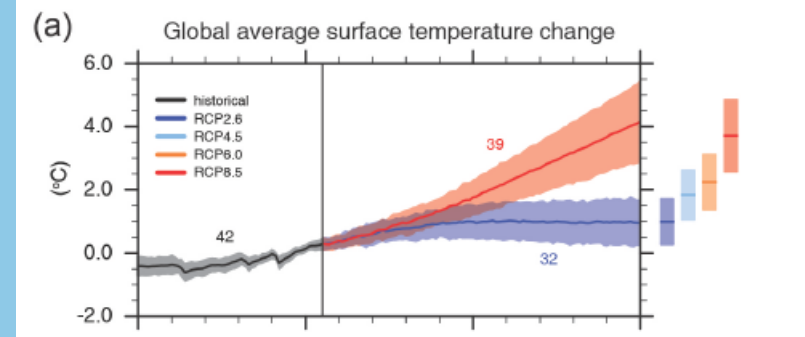 (a)
Global average surface temperature change
6.0
4.0
2.0
0.0
-2.0
(°C)
historical
RCP2.6
RCP4.5
RCP6.0
RCP8.5
42
39
32